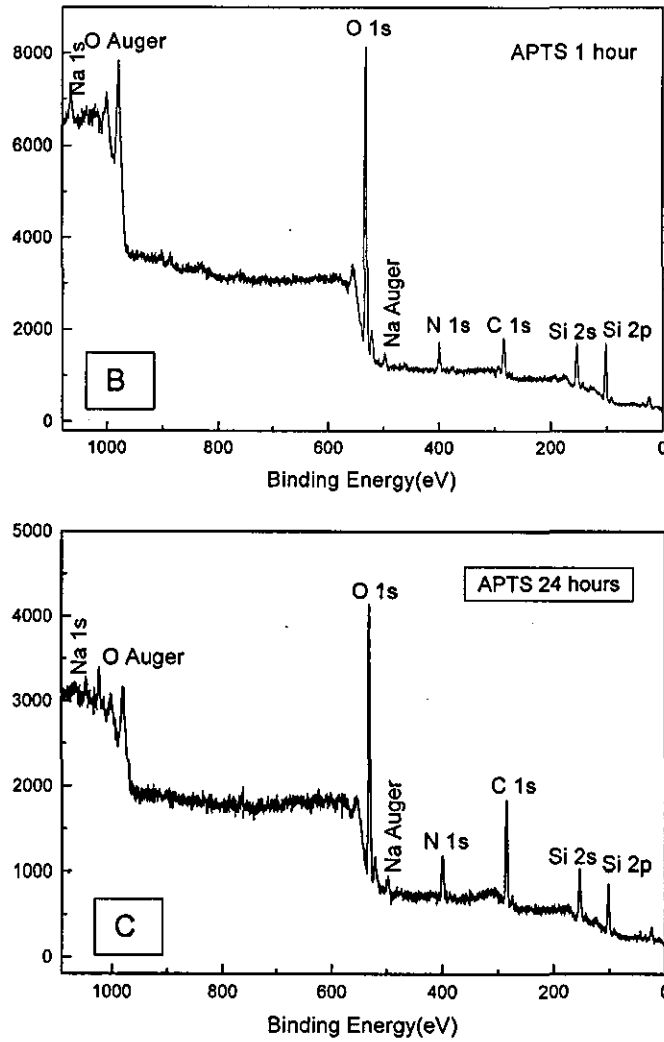 8000
6000
4000
2000
0
Na 1s
O Auger
O 1s
APTS 1 hour
Na Auger
N 1s
C 1s
Si 2s
Si 2p
B
1000 800 600 400 200 0
Binding Energy(eV)
5000
4000
3000
2000
1000
0
Na 1s
O Auger
O 1s
APTS 24 hours
Na Auger
N 1s
C 1s
Si 2s
Si 2p
C
1000 800 600 400 200 0
Binding Energy(eV)